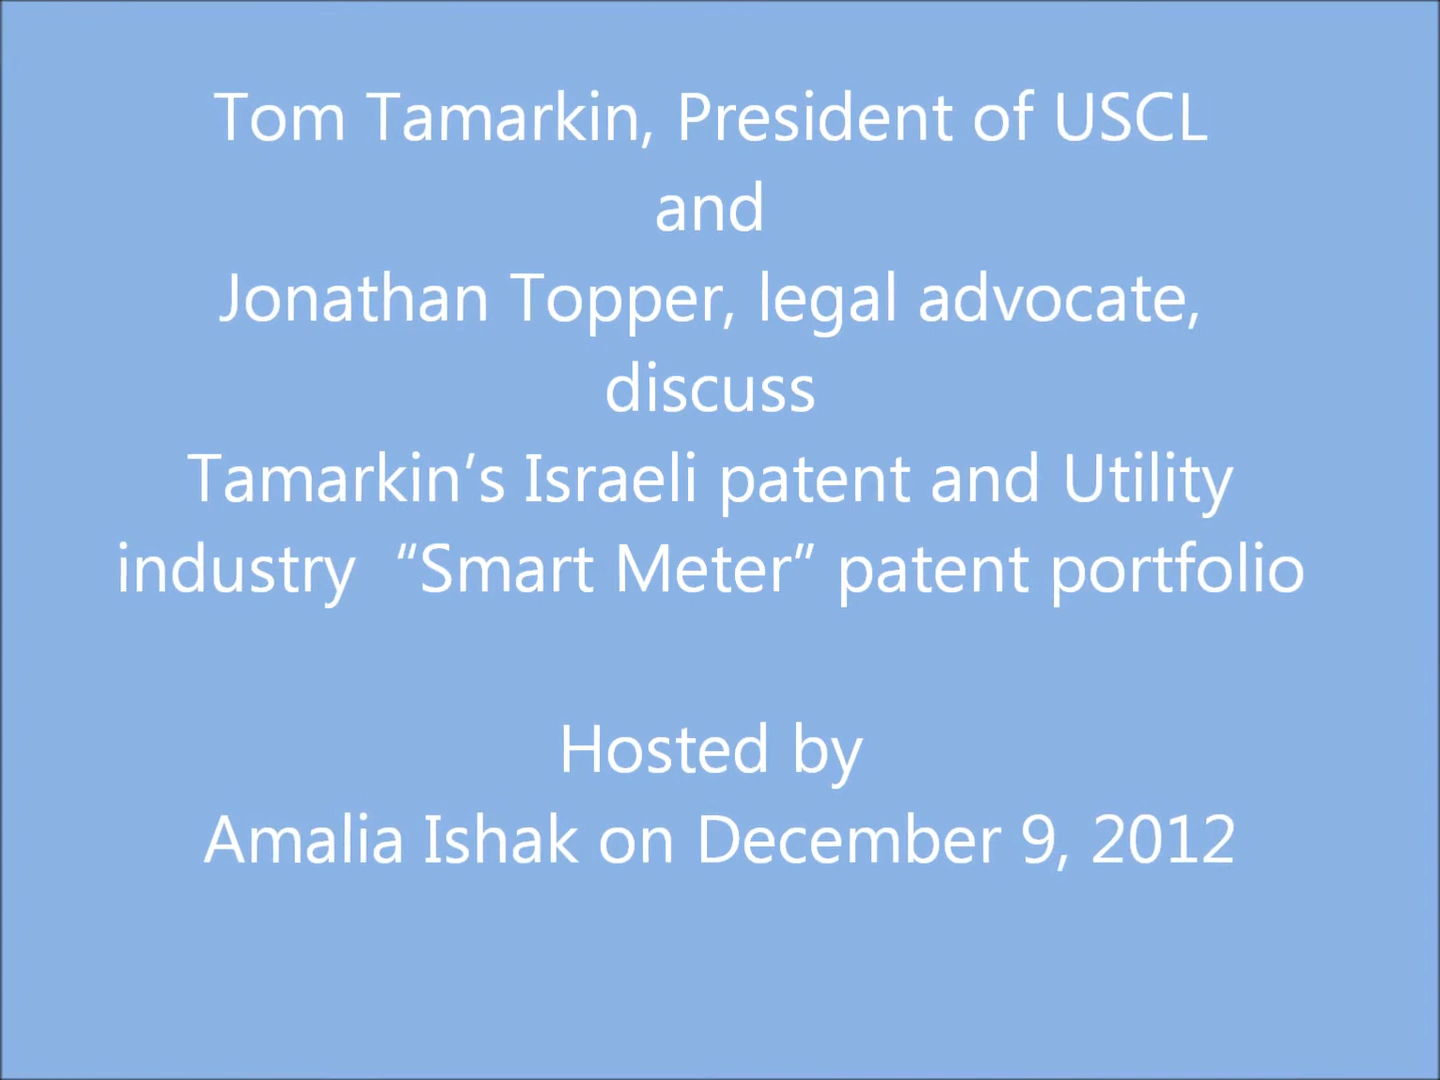 Tom Tamarkin, President of USCL
and
Jonathan Topper, legal advocate,
discuss
Tamarkin’s Israeli patent and Utility
industry  “Smart Meter” patent portfolio
Hosted by
Amalia Ishak on December 9, 2012